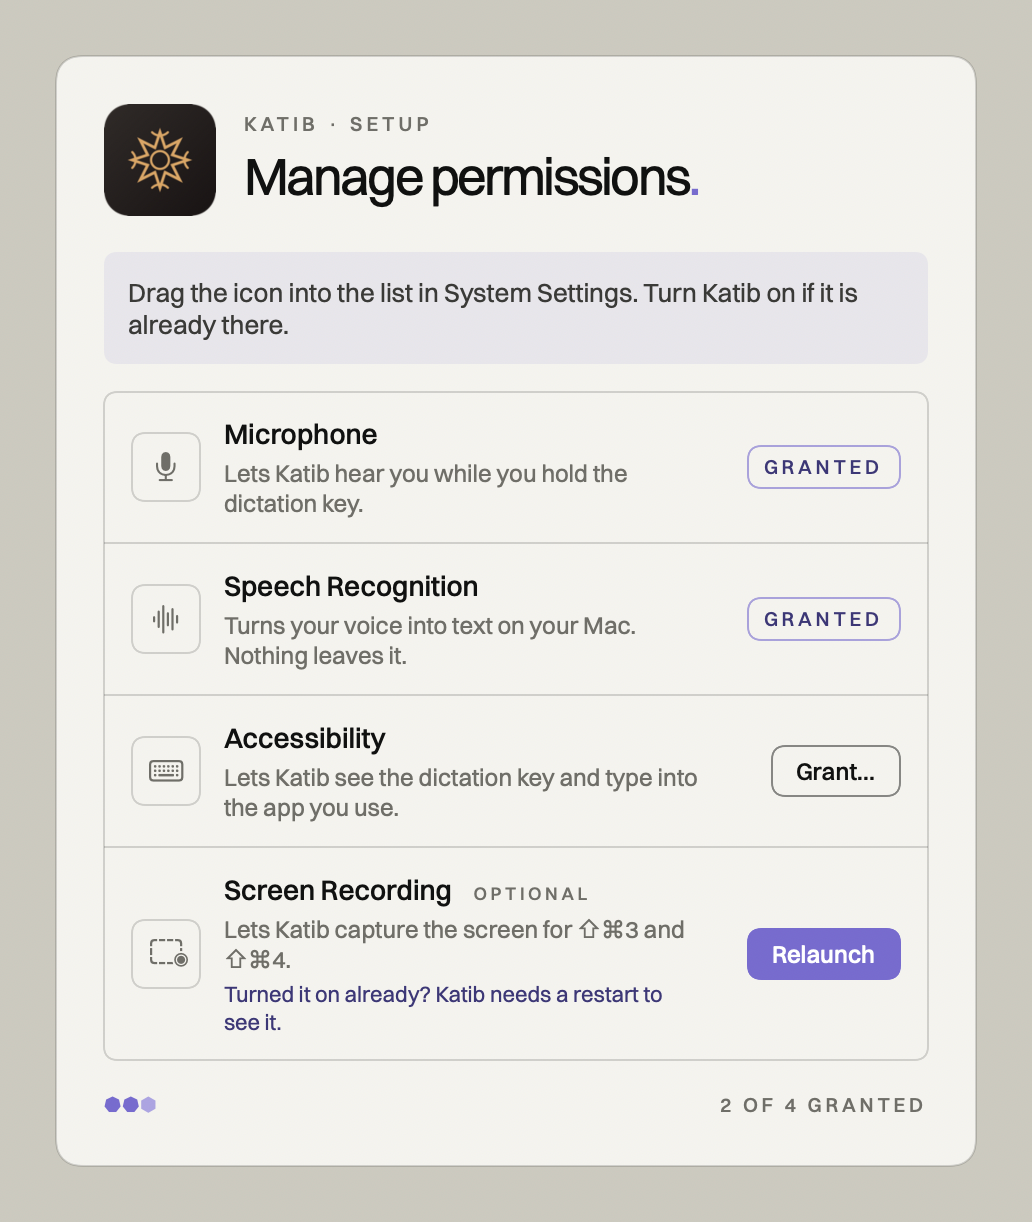 KATIB · SETUP
Manage permissions.
Drag the icon into the list in System Settings. Turn Katib on if it is
already there.
Microphone
Lets Katib hear you while you hold the
dictation key.
GRANTED
Speech Recognition
Turns your voice into text on your Mac.
Nothing leaves it.
GRANTED
Accessibility
Lets Katib see the dictation key and type into
the app you use.
Grant...
Screen Recording OPTIONAL
Lets Katib capture the screen for ⇧⌘3 and
⇧⌘4.
Turned it on already? Katib needs a restart to
see it.
Relaunch
2 OF 4 GRANTED